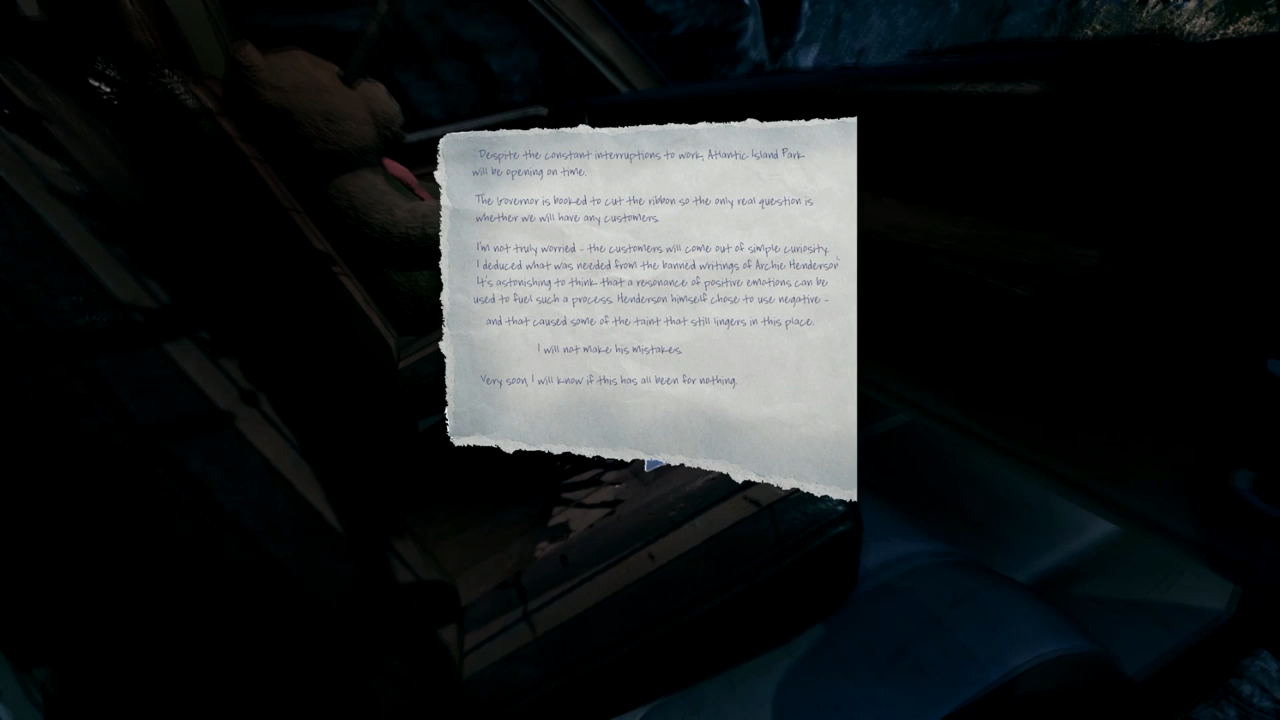 Despite the constant interruptions to work, Atlantic Island Park
will be opening on time.
The Governor is booked to cut the ribbon so the only real question is
whether we will have any customers.
I'm not truly worried - the customers will come out of simple curiosity.
I deduced what was needed from the banned writings of Archie Henderson.
It's astonishing to think that a resonance of positive emotions can be
used to fuel such a process. Henderson himself chose to use negative -
and that caused some of the taint that still lingers in this place.
I will not make his mistakes.
Very soon, I will know if this has all been for nothing.